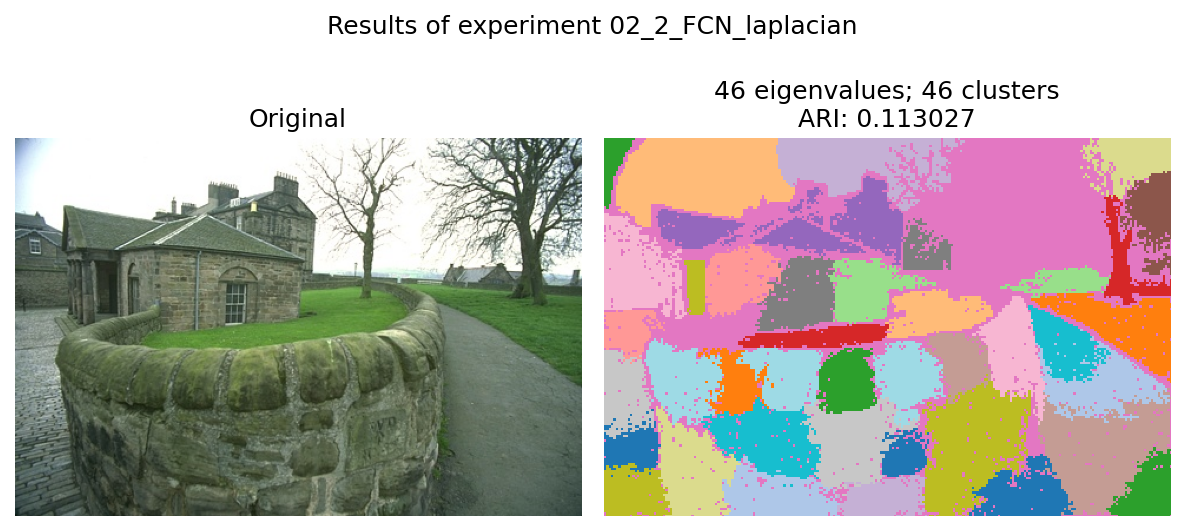 Results of experiment 02_2_FCN_laplacian
Original
46 eigenvalues; 46 clusters
ARI: 0.113027